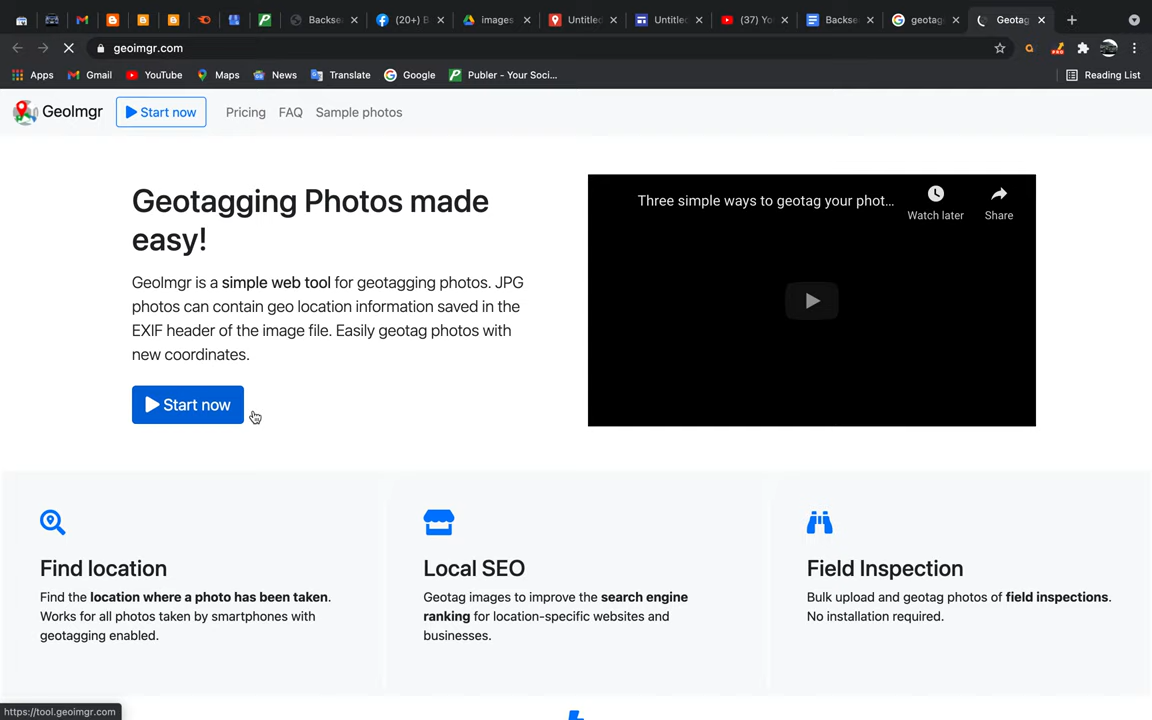 Backse
(20+) B
images
Untitled
Untitled
(37) Yo
Backse
geotag
Geotag
geoimgr.com
Apps
Gmail
YouTube
Maps
News
Translate
Google
Publer - Your Soci...
Reading List
GeoImgr
Start now
Pricing
FAQ
Sample photos
Geotagging Photos made
easy!
GeoImgr is a simple web tool for geotagging photos. JPG
photos can contain geo location information saved in the
EXIF header of the image file. Easily geotag photos with
new coordinates.
Start now
Three simple ways to geotag your phot...
Watch later
Share
Find location
Find the location where a photo has been taken.
Works for all photos taken by smartphones with
geotagging enabled.
Local SEO
Geotag images to improve the search engine
ranking for location-specific websites and
businesses.
Field Inspection
Bulk upload and geotag photos of field inspections.
No installation required.
https://tool.geoimgr.com